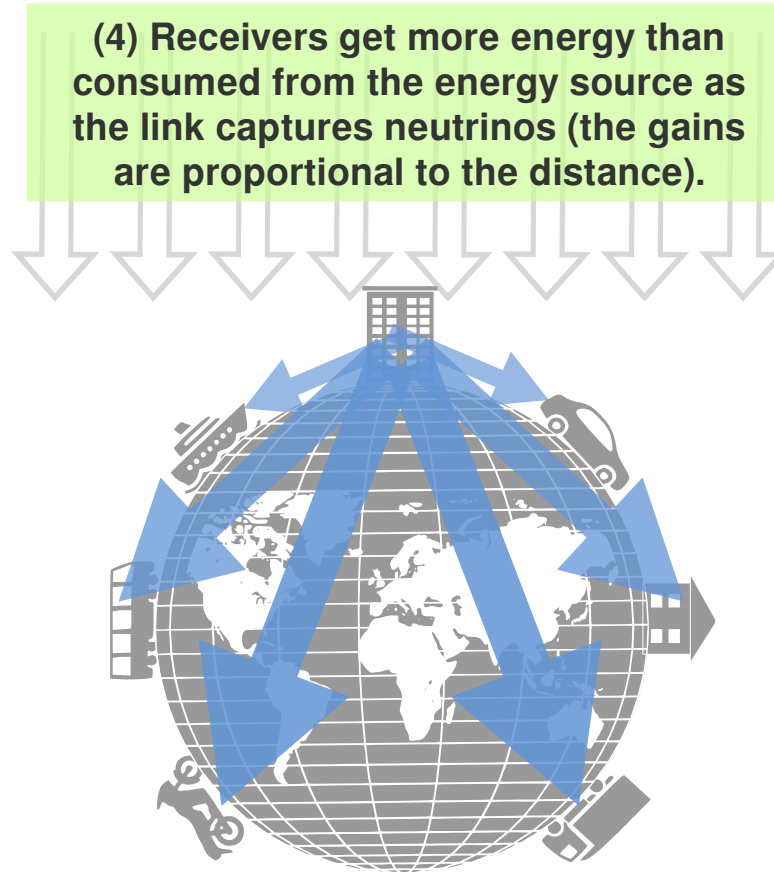 (4) Receivers get more energy than
consumed from the energy source as
the link captures neutrinos (the gains
are proportional to the distance).